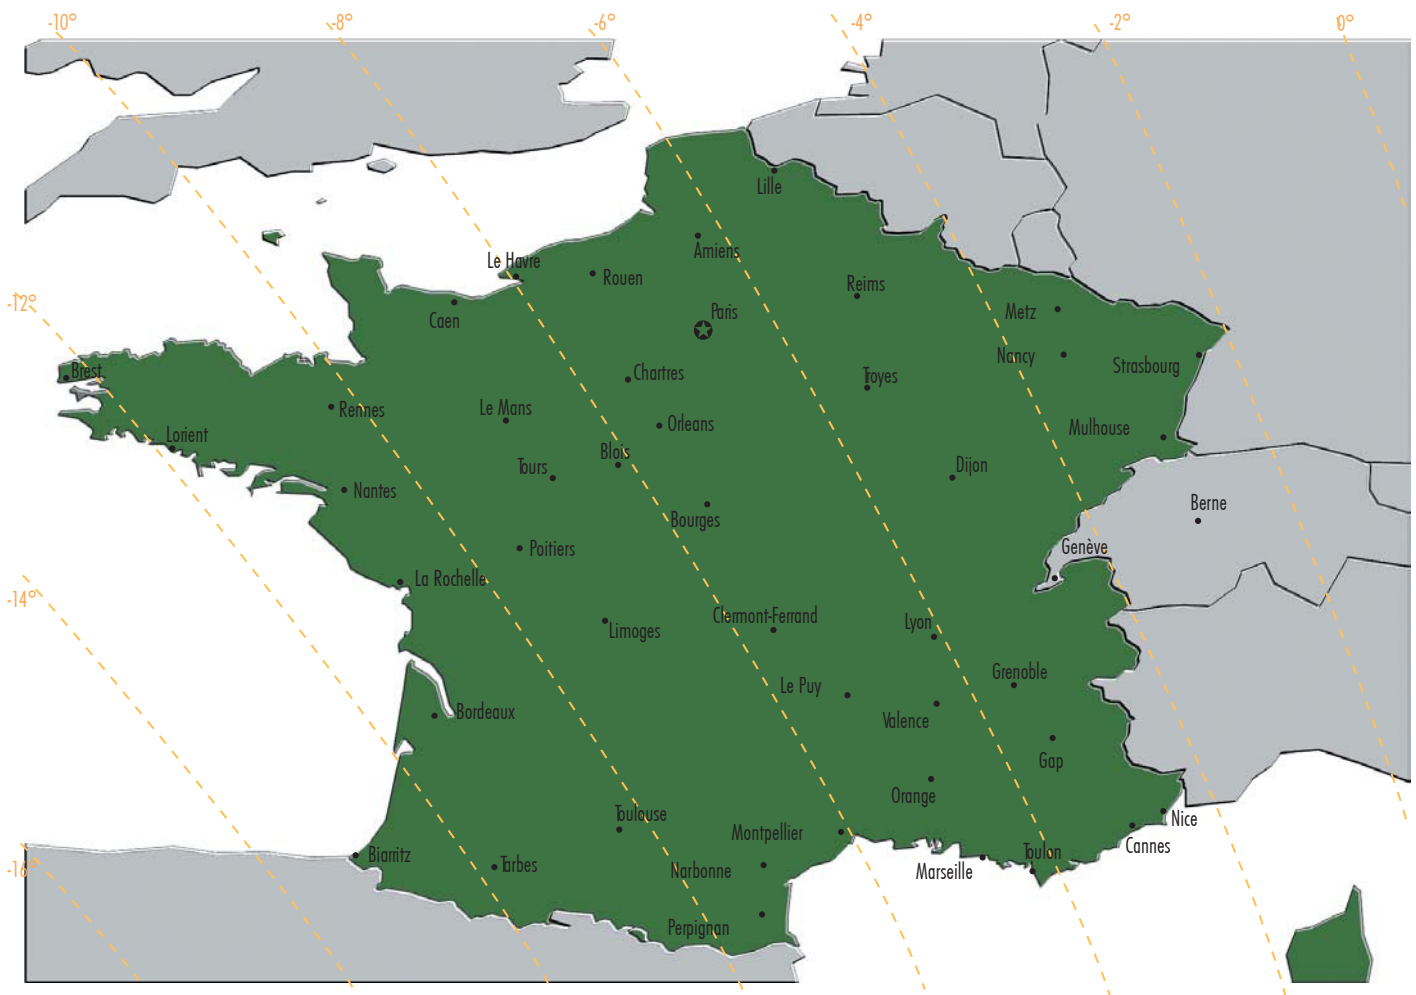 -10°
-8°
-6°
-4°
-2°
0°
Lille
Amiens
Le Havre
Rouen
Reims
-12°
Caen
Paris
Metz
Nancy
Strasbourg
Brest
Chartres
Troyes
Rennes
Le Mans
Orleans
Mulhouse
Lorient
Blois
Tours
Dijon
Nantes
Berne
Bourges
Genève
Poitiers
La Rochelle
-14°
Clermont-Ferrand
Lyon
Limoges
Grenoble
Le Puy
Bordeaux
Valence
Gap
Orange
Toulouse
Nice
Montpellier
Cannes
Biarritz
Toulon
Tarbes
-16°
Narbonne
Marseille
Perpignan